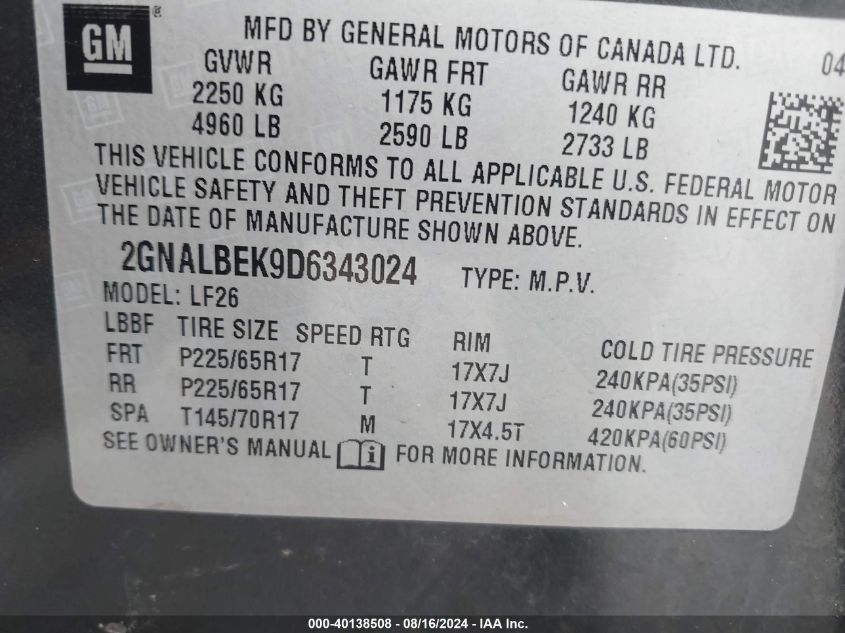 GM ®
MFD BY GENERAL MOTORS OF CANADA LTD. 04
GVWR GAWR FRT GAWR RR
2250 KG 1175 KG 1240 KG
4960 LB 2590 LB 2733 LB
THIS VEHICLE CONFORMS TO ALL APPLICABLE U.S. FEDERAL MOTOR
VEHICLE SAFETY AND THEFT PREVENTION STANDARDS IN EFFECT ON
THE DATE OF MANUFACTURE SHOWN ABOVE.
2GNALBEK9D6343024 TYPE: M.P.V.
MODEL: LF26
LBBF TIRE SIZE SPEED RTG RIM COLD TIRE PRESSURE
FRT P225/65R17 T 17X7J 240KPA(35PSI)
RR P225/65R17 T 17X7J 240KPA(35PSI)
SPA T145/70R17 M 17X4.5T 420KPA(60PSI)
SEE OWNER'S MANUAL i FOR MORE INFORMATION.
000-40138508 - 08/16/2024 - IAA Inc.